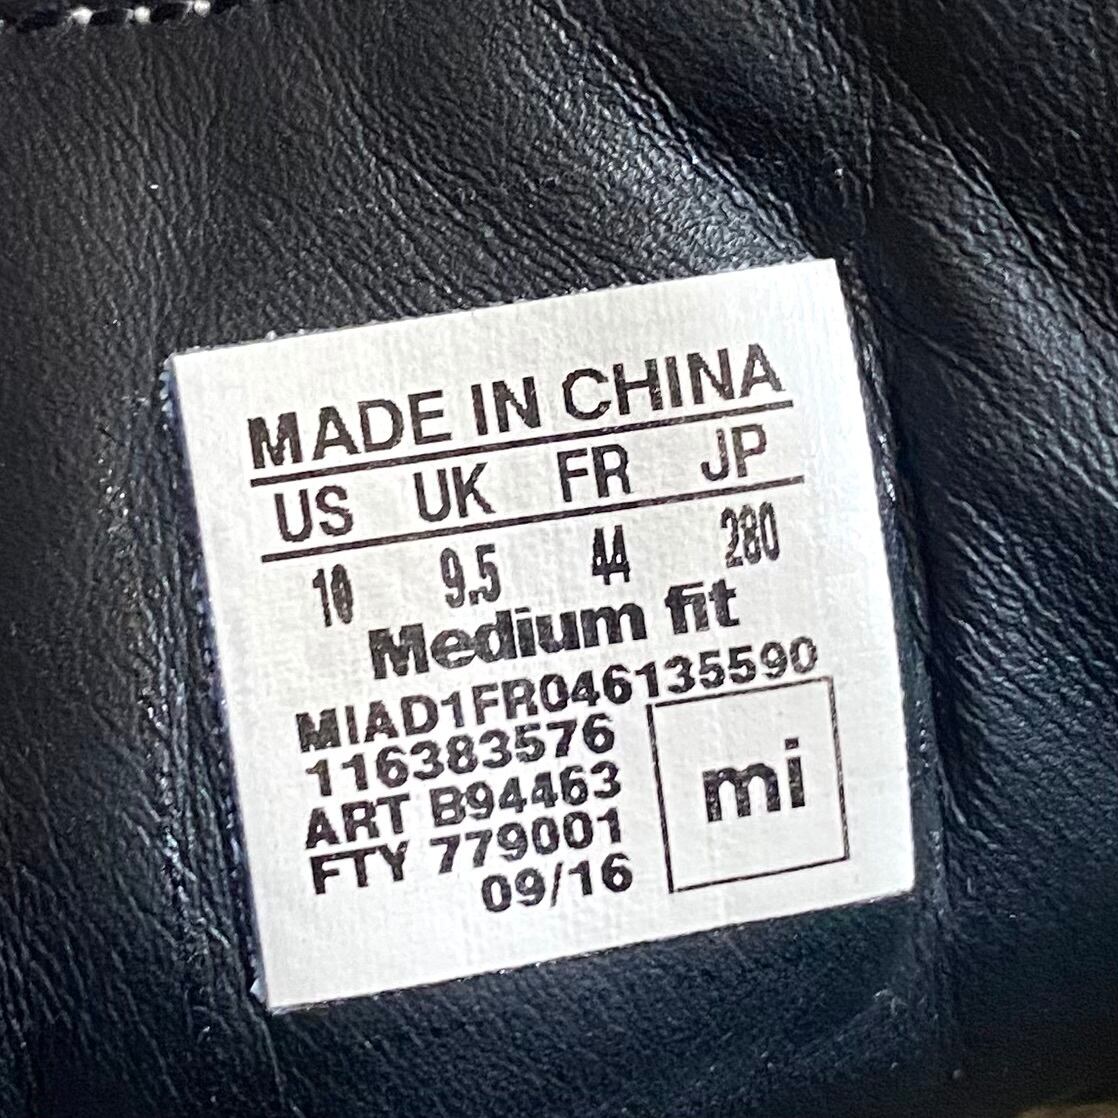 MADE IN CHINA
US UK FR JP
10 9.5 44 280
Medium fit
MIAD1FR046135590
116383576
ART B94463
FTY 779001
09/16
mi